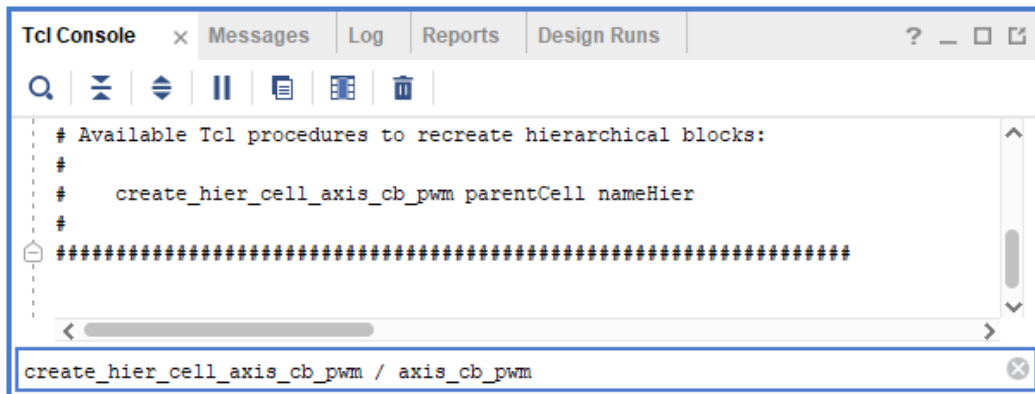 Tcl Console × Messages Log Reports Design Runs ? _
# Available Tcl procedures to recreate hierarchical blocks:
#
#    create_hier_cell_axis_cb_pwm parentCell nameHier
#
##################################################################
create_hier_cell_axis_cb_pwm / axis_cb_pwm